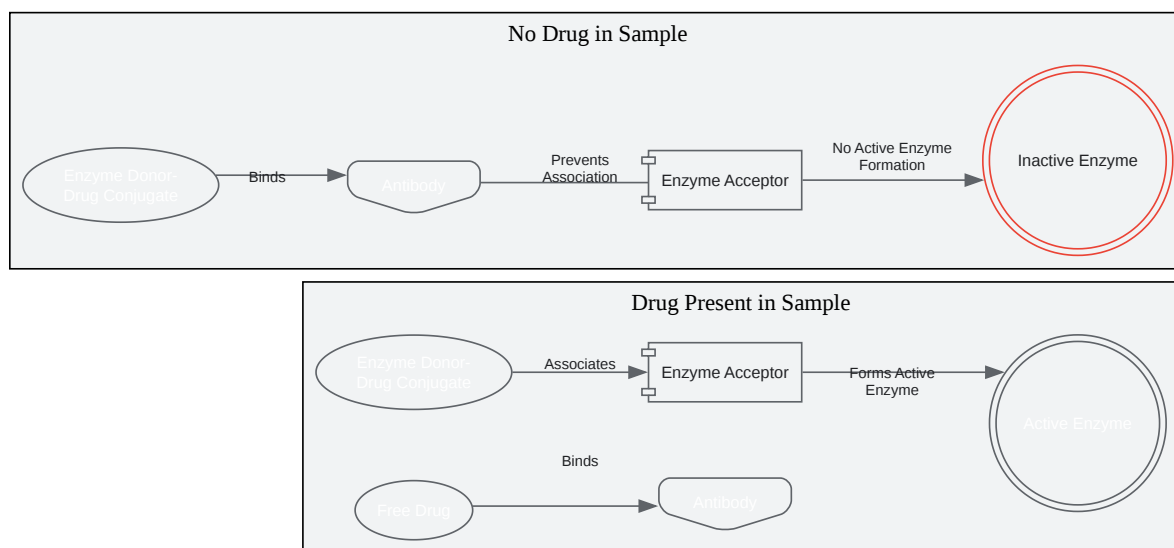 No Drug in Sample
Enzyme Donor-
Drug Conjugate
Binds
Antibody
Prevents
Association
Enzyme Acceptor
No Active Enzyme
Formation
Inactive Enzyme
Drug Present in Sample
Enzyme Donor-
Drug Conjugate
Associates
Enzyme Acceptor
Forms Active
Enzyme
Active Enzyme
Free Drug
Binds
Antibody